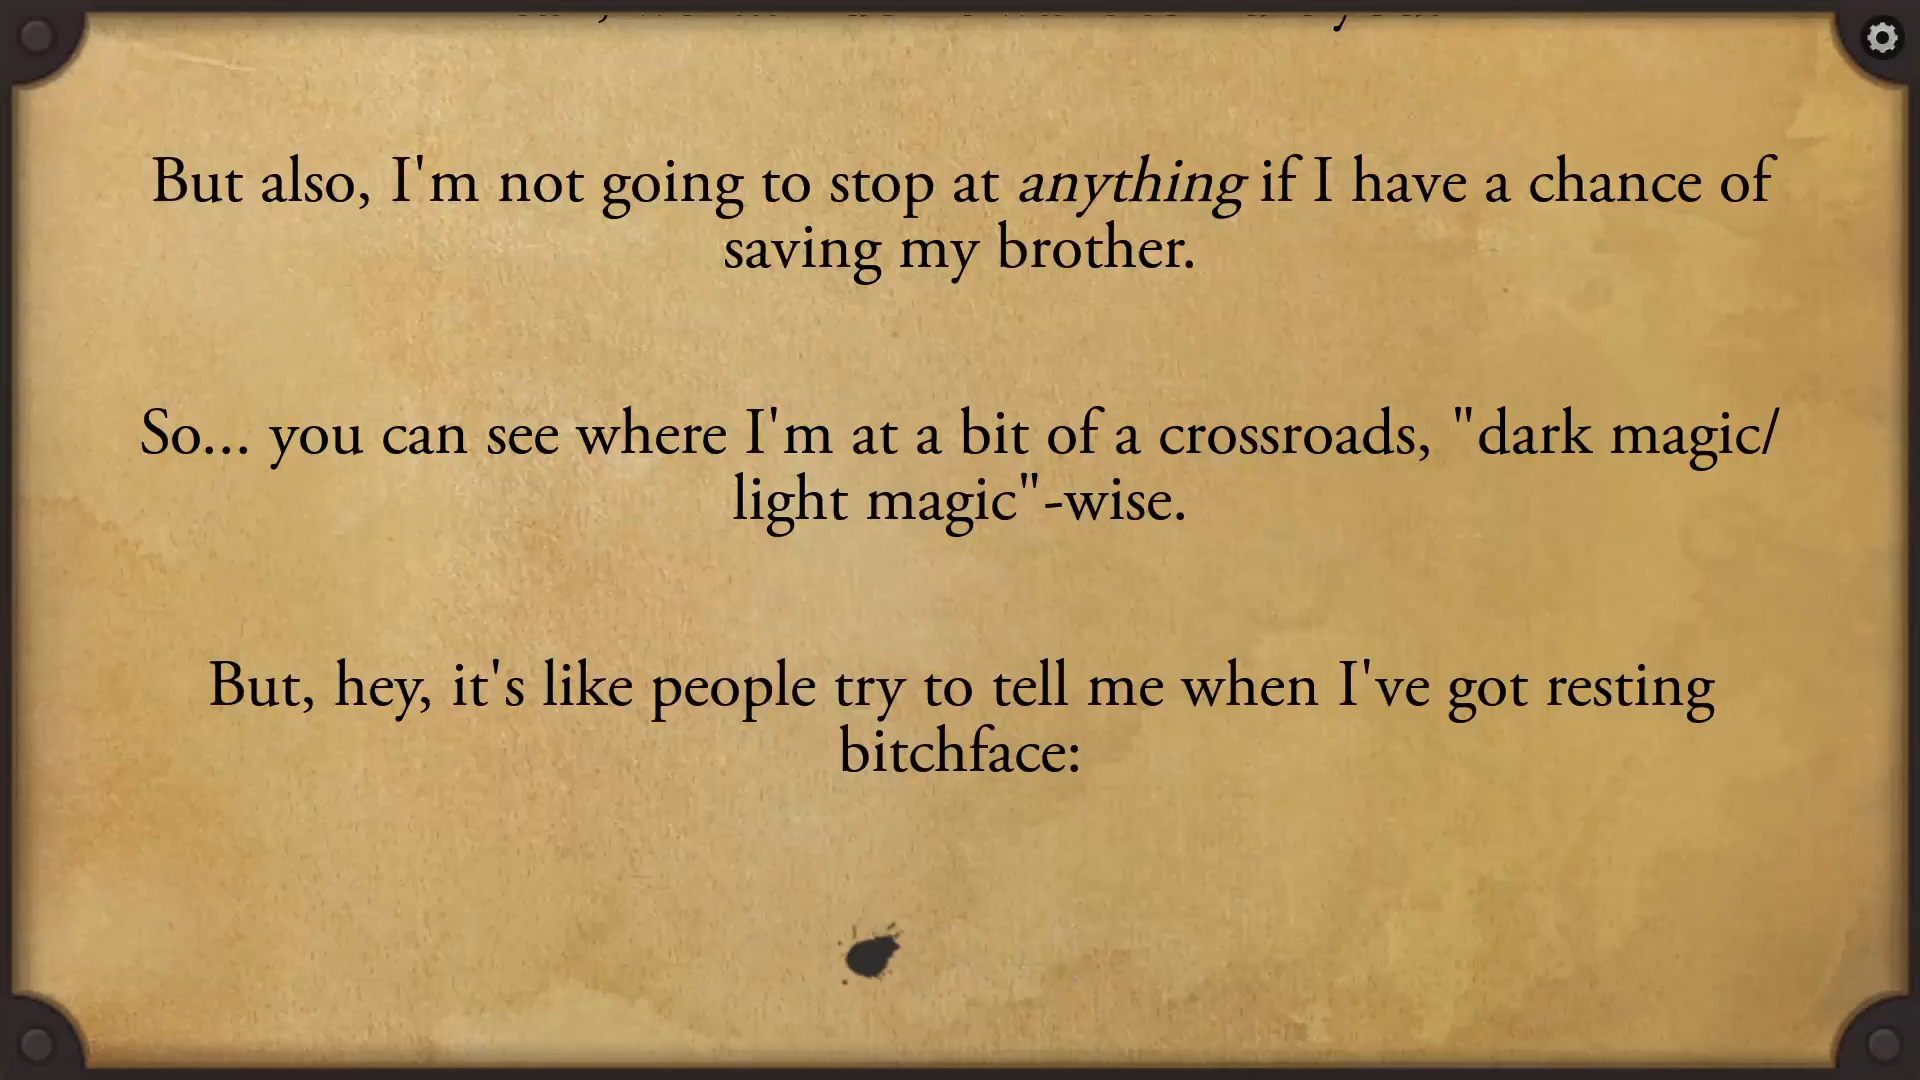 But also, I'm not going to stop at anything if I have a chance of
saving my brother.
So... you can see where I'm at a bit of a crossroads, "dark magic/
light magic"-wise.
But, hey, it's like people try to tell me when I've got resting
bitchface: